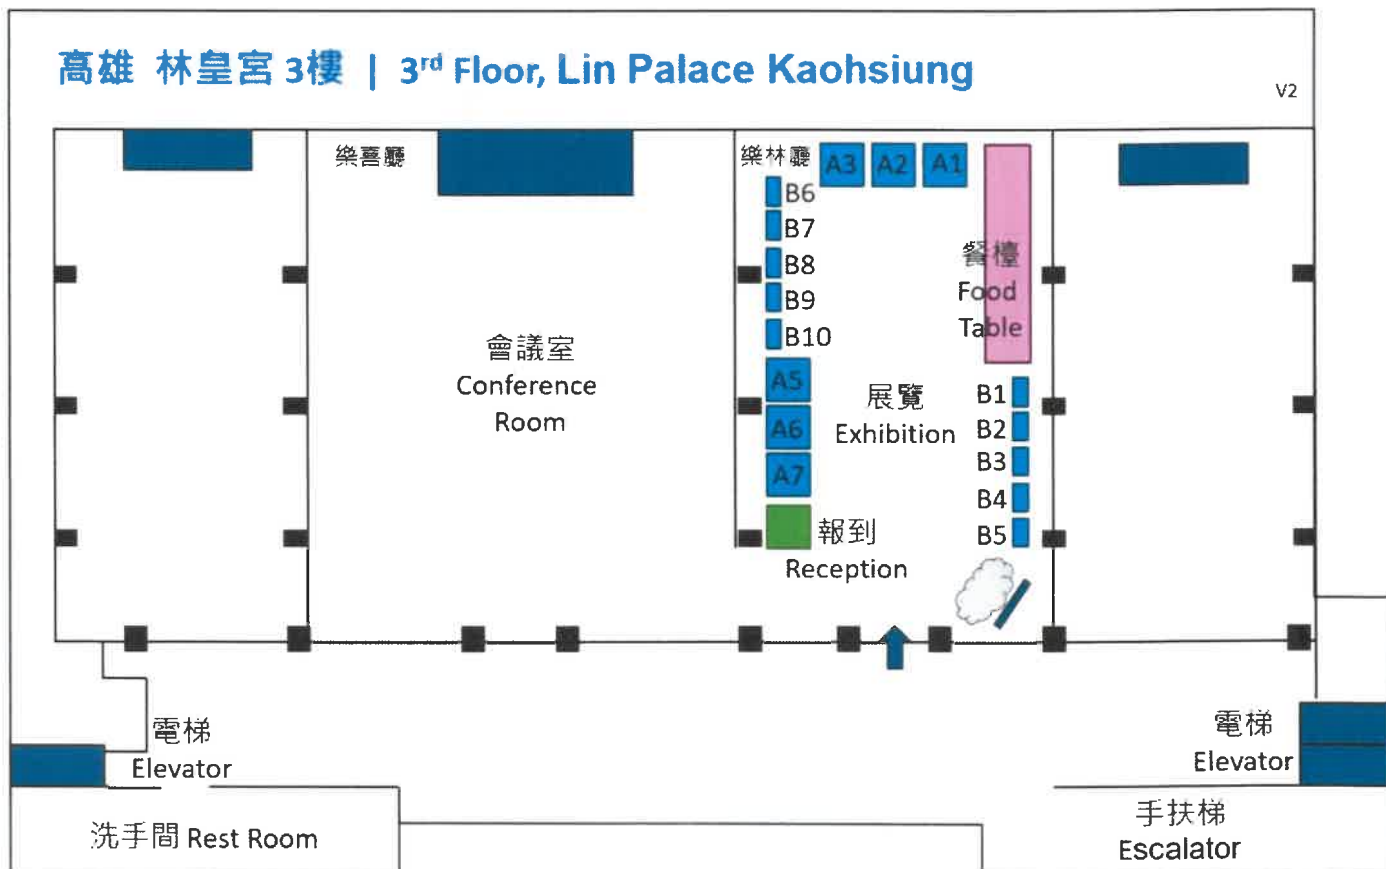 高雄 林皇宮 3樓 | 3rd Floor, Lin Palace Kaohsiung
V2
樂喜廳
樂林廳
A3 A2 A1
B6
B7
B8
B9
B10
餐檯
Food
Table
會議室
Conference
Room
A5
A6
A7
展覽
Exhibition
B1
B2
B3
B4
B5
報到
Reception
電梯
Elevator
電梯
Elevator
洗手間 Rest Room
手扶梯
Escalator